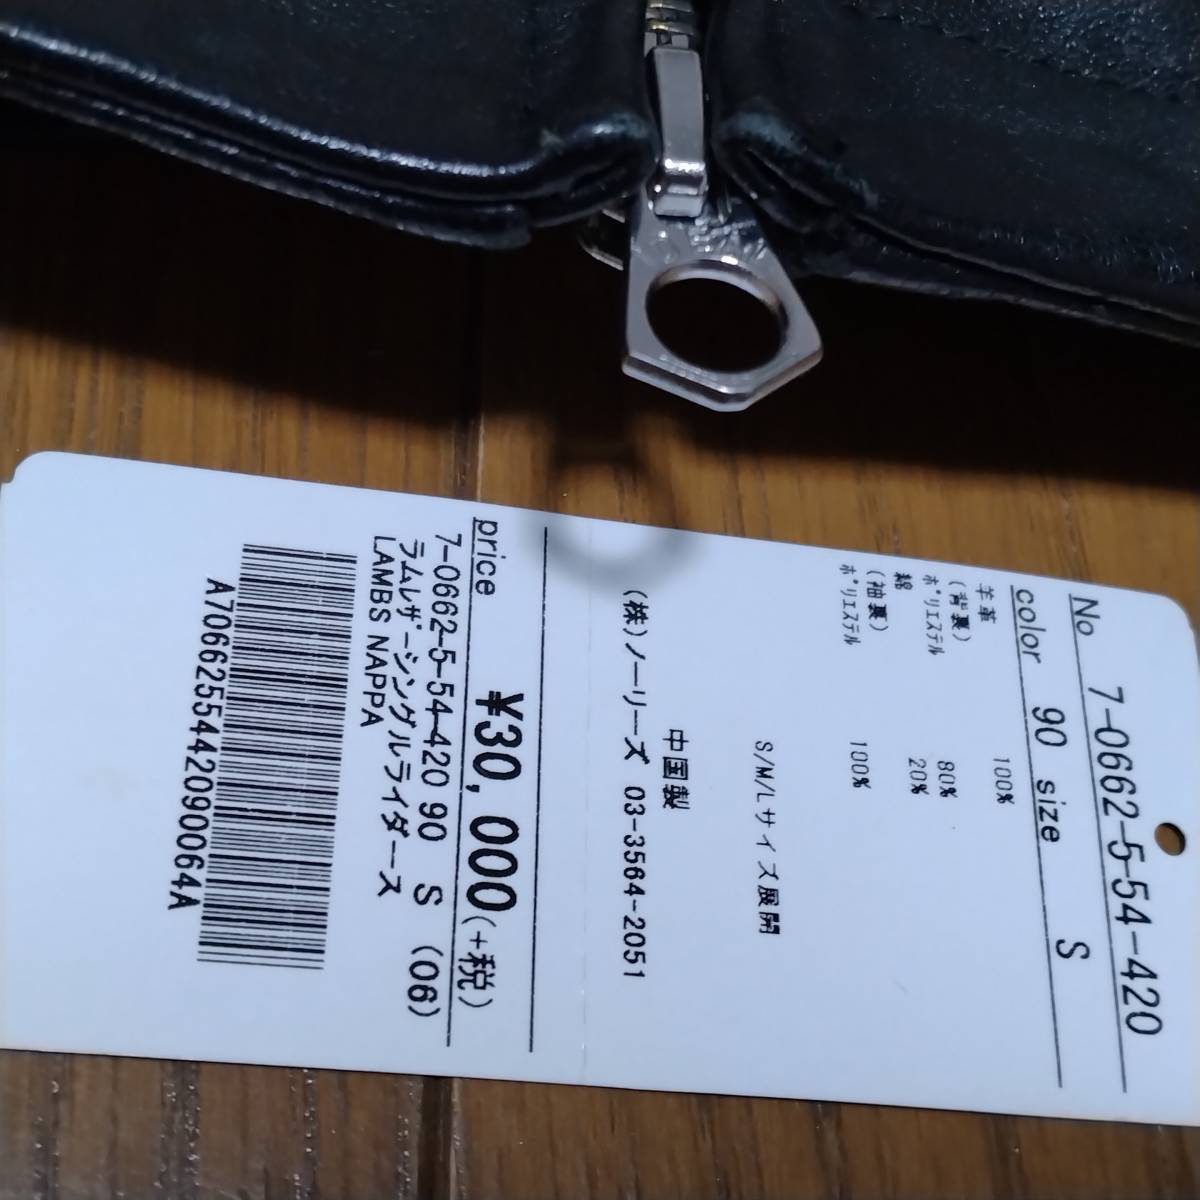 No 7-0662-5-54-420
color 90 size S
羊革 100%
(背裏)
ポリエステル 80%
綿 20%
(袖裏)
ポリエステル 100%
S/M/Lサイズ展開
中国製
(株)ノーリーズ 03-3564-2051
price ¥30,000(+税)
7-0662-5-54-420 90 S (06)
ラムレザーシングルライダース
LAMBS NAPPA
A7066255442090064A